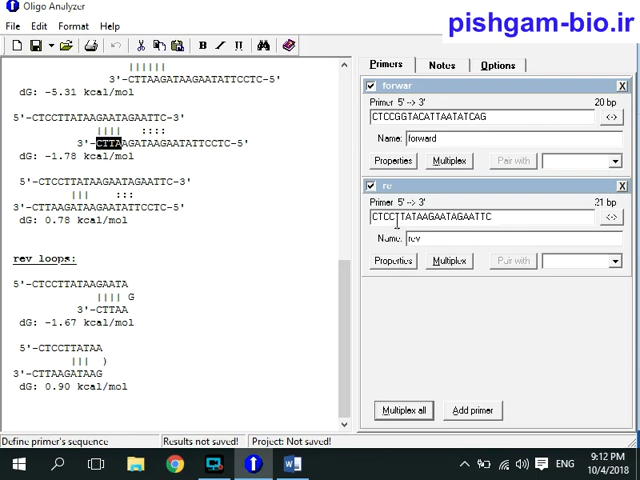 Oligo Analyzer
File Edit Format Help
pishgam-bio.ir
B I U
||||||
3'-CTTAAGATAAGAATATTCCTC-5'
dG: -5.31 kcal/mol
5'-CTCCTTATAAGAATAGAATTC-3'
|||| ::::
3'-CTTAAGATAAGAATATTCCTC-5'
dG: -1.78 kcal/mol
5'-CTCCTTATAAGAATAGAATTC-3'
||| :::
3'-CTTAAGATAAGAATATTCCTC-5'
dG: 0.78 kcal/mol
rev loops:
5'-CTCCTTATAAGAATA
|||| G
3'-CTTAA
dG: -1.67 kcal/mol
5'-CTCCTTATAA
||| )
3'-CTTAAGATAAG
dG: 0.90 kcal/mol
Primers Notes Options
forwar X
Primer 5' --> 3' 20 bp
CTCCGGTACATTAATATCAG <->
Name: forward
Properties Multiplex Pair with
re X
Primer 5' --> 3' 21 bp
CTCCTTATAAGAATAGAATTC <->
Name: rev
Properties Multiplex Pair with
Multiplex all Add primer
Define primer's sequence Results not saved! Project: Not saved!
ENG
9:12 PM
10/4/2018